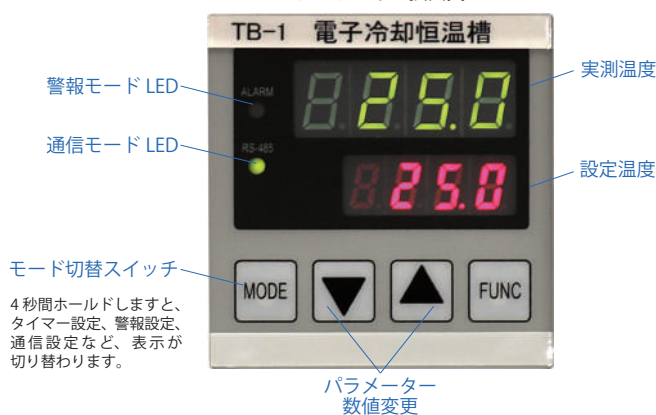 TB-1 電子冷却恒温槽
警報モード LED
ALARM
25.0
実測温度
通信モード LED
RS-485
25.0
設定温度
モード切替スイッチ
4 秒間ホールドしますと、
タイマー設定、警報設定、
通信設定など、表示が
切り替わります。
MODE
FUNC
パラメーター
数値変更